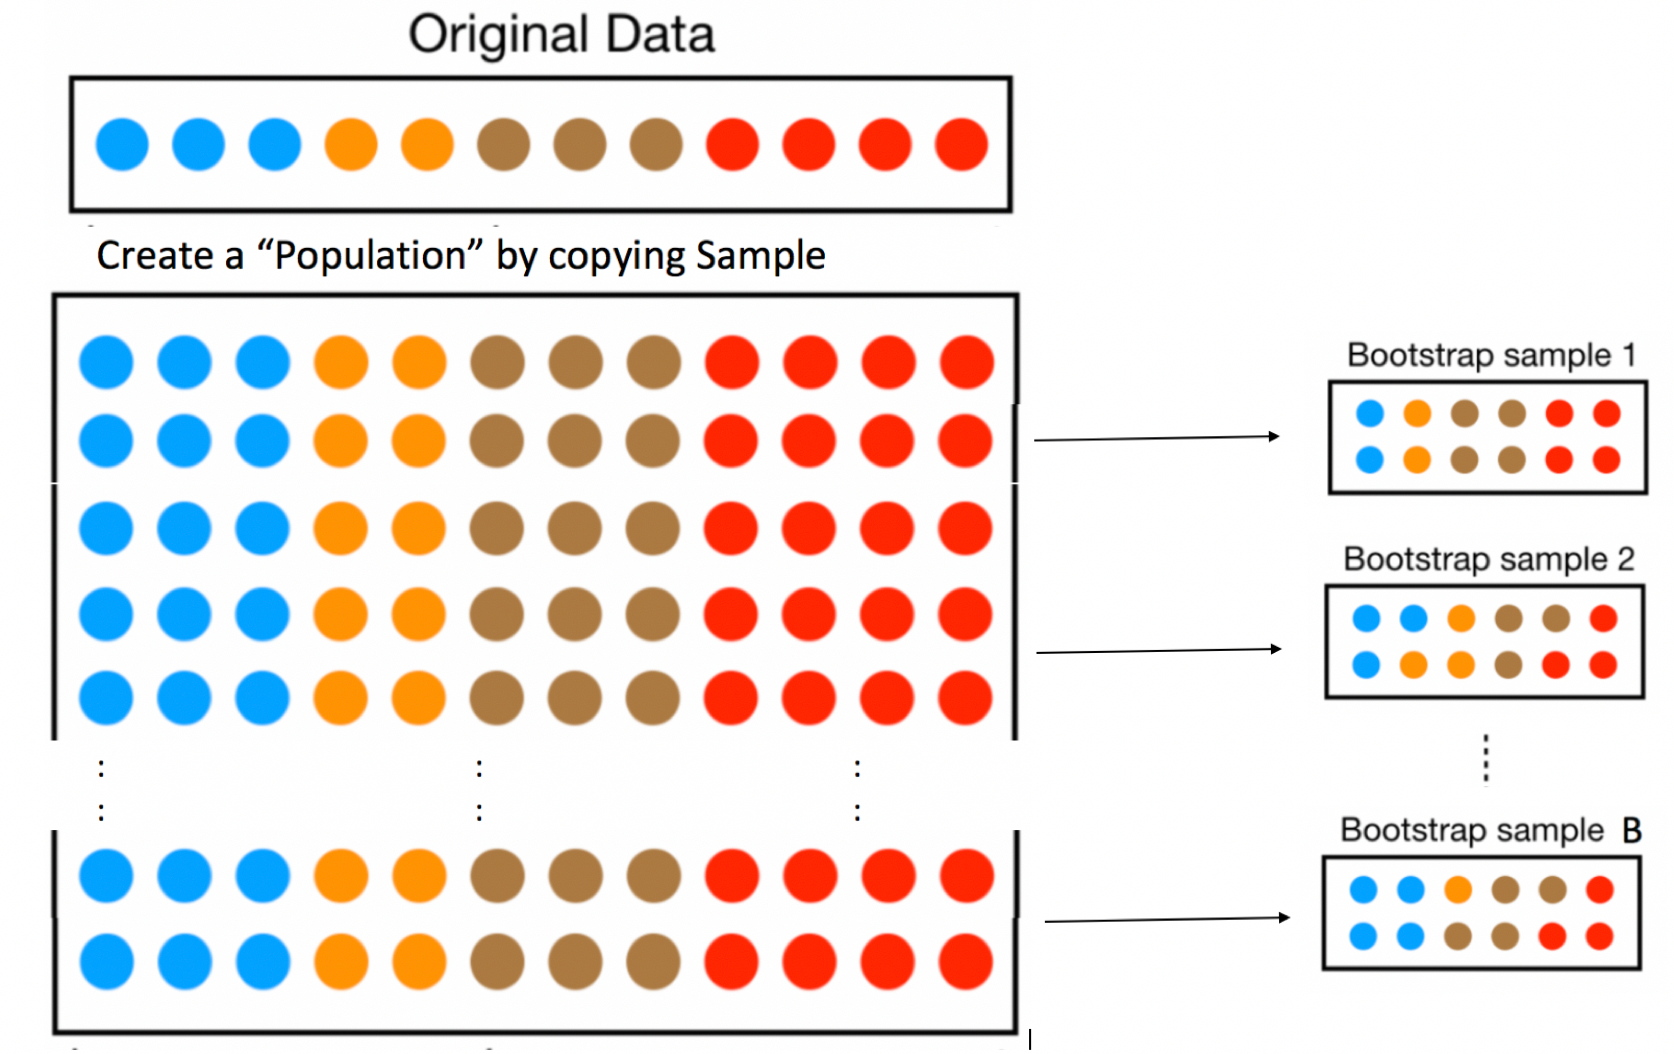 Original Data
Create a “Population” by copying Sample
Bootstrap sample 1
Bootstrap sample 2
Bootstrap sample B